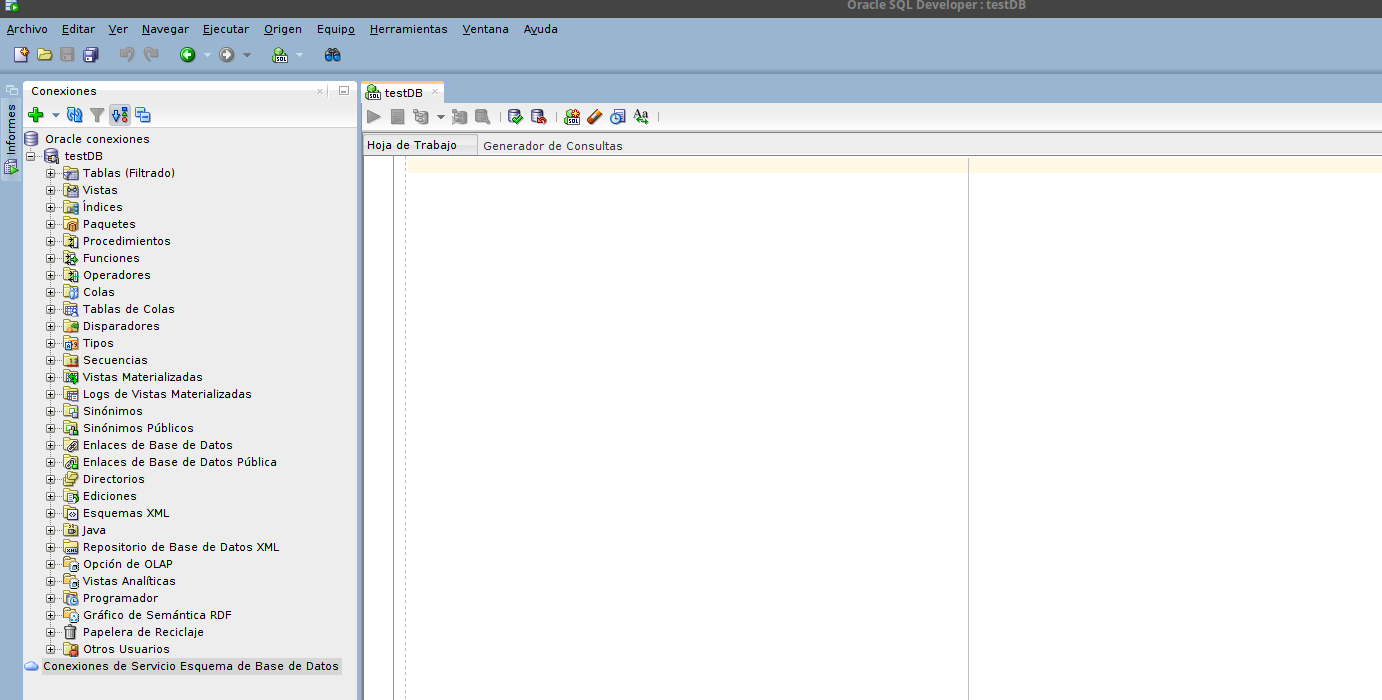 Oracle SQL Developer : testDB
Archivo Editar Ver Navegar Ejecutar Origen Equipo Herramientas Ventana Ayuda
SQL
Informes
Conexiones
testDB
Oracle conexiones
testDB
Tablas (Filtrado)
Vistas
Índices
Paquetes
Procedimientos
Funciones
Operadores
Colas
Tablas de Colas
Disparadores
Tipos
Secuencias
Vistas Materializadas
Logs de Vistas Materializadas
Sinónimos
Sinónimos Públicos
Enlaces de Base de Datos
Enlaces de Base de Datos Pública
Directorios
Ediciones
Esquemas XML
Java
Repositorio de Base de Datos XML
Opción de OLAP
Vistas Analíticas
Programador
Gráfico de Semántica RDF
Papelera de Reciclaje
Otros Usuarios
Conexiones de Servicio Esquema de Base de Datos
SQL
Aa
Hoja de Trabajo
Generador de Consultas